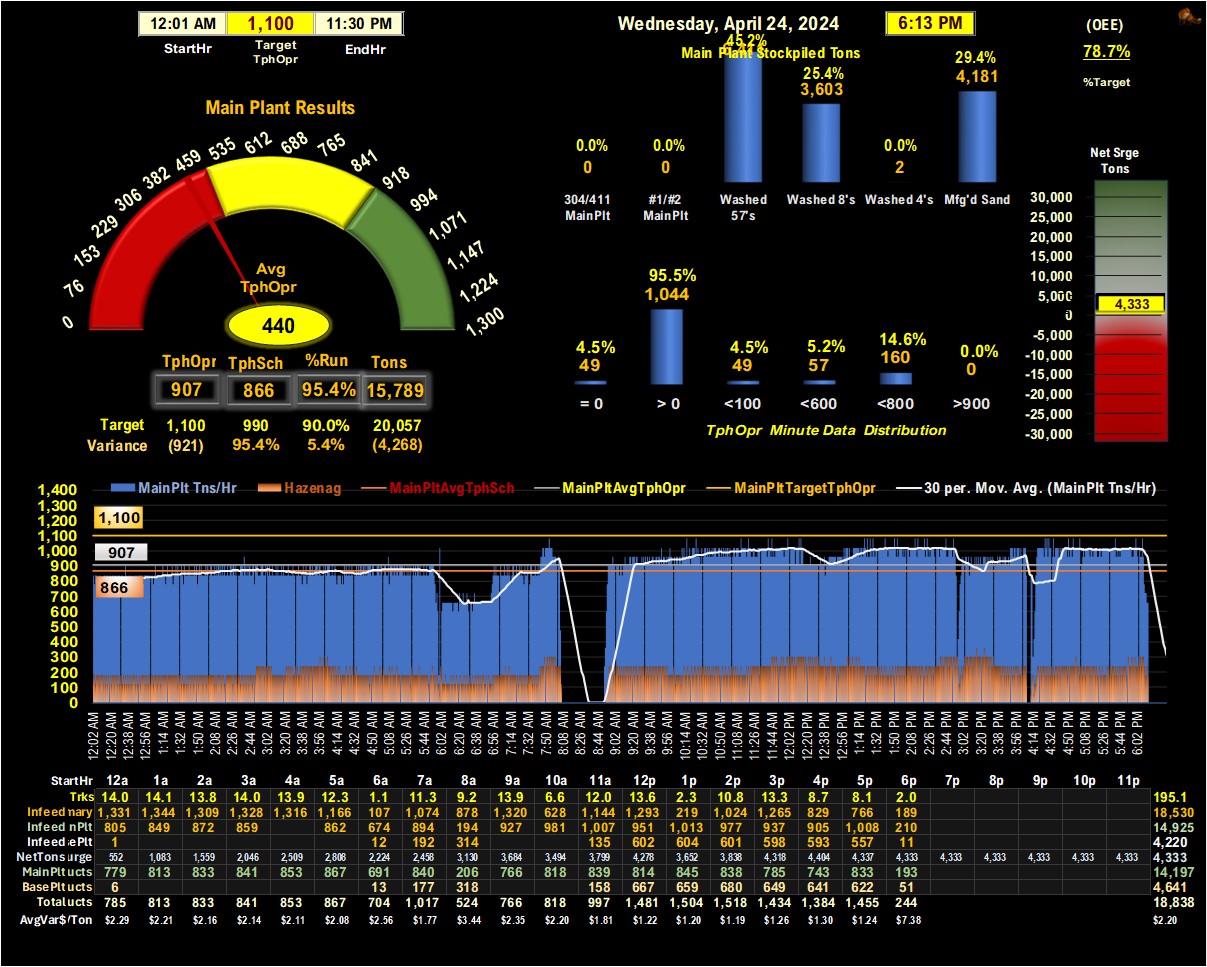 12:01 AM 1,100 11:30 PM
StartHr Target TphOpr EndHr
Wednesday, April 24, 2024 6:13 PM
(OEE)
78.7%
%Target
Main Plant Stockpiled Tons
45.2%
0.0% 0.0% 25.4% 0.0% 29.4%
0 0 3,603 2 4,181
304/411 MainPlt #1/#2 MainPlt Washed 57's Washed 8's Washed 4's Mfg'd Sand
Main Plant Results
0 76 153 229 306 382 459 535 612 688 765 841 918 994 1,071 1,147 1,224 1,300
Avg
TphOpr
440
TphOpr TphSch %Run Tons
907 866 95.4% 15,789
Target 1,100 990 90.0% 20,057
Variance (921) 95.4% 5.4% (4,268)
4.5% 95.5% 4.5% 5.2% 14.6% 0.0%
49 1,044 49 57 160 0
= 0 > 0 <100 <600 <800 >900
TphOpr Minute Data Distribution
Net Srge
Tons
30,000
25,000
20,000
15,000
10,000
5,000
4,333
0
-5,000
-10,000
-15,000
-20,000
-25,000
-30,000
MainPlt Tns/Hr Hazenag MainPltAvgTphSch MainPltAvgTphOpr MainPltTargetTphOpr 30 per. Mov. Avg. (MainPlt Tns/Hr)
1,400
1,300
1,200
1,100
1,000
900
800
700
600
500
400
300
200
100
0
1,100
907
866
12:02 AM 12:20 AM 12:38 AM 12:56 AM 1:14 AM 1:32 AM 1:50 AM 2:08 AM 2:26 AM 2:44 AM 3:02 AM 3:20 AM 3:38 AM 3:56 AM 4:14 AM 4:32 AM 4:50 AM 5:08 AM 5:26 AM 5:44 AM 6:02 AM 6:20 AM 6:38 AM 6:56 AM 7:14 AM 7:32 AM 7:50 AM 8:08 AM 8:26 AM 8:44 AM 9:02 AM 9:20 AM 9:38 AM 9:56 AM 10:14 AM 10:32 AM 10:50 AM 11:08 AM 11:26 AM 11:44 AM 12:02 PM 12:20 PM 12:38 PM 12:56 PM 1:14 PM 1:32 PM 1:50 PM 2:08 PM 2:26 PM 2:44 PM 3:02 PM 3:20 PM 3:38 PM 3:56 PM 4:14 PM 4:32 PM 4:50 PM 5:08 PM 5:26 PM 5:44 PM 6:02 PM
StartHr 12a 1a 2a 3a 4a 5a 6a 7a 8a 9a 10a 11a 12p 1p 2p 3p 4p 5p 6p 7p 8p 9p 10p 11p
Trks 14.0 14.1 13.8 14.0 13.9 12.3 1.1 11.3 9.2 13.9 6.6 12.0 13.6 2.3 10.8 13.3 8.7 8.1 2.0 195.1
Infeed mary 1,331 1,344 1,309 1,328 1,316 1,166 107 1,074 878 1,320 628 1,144 1,293 219 1,024 1,265 829 766 189 18,530
Infeed nPlt 805 849 872 859 862 674 894 194 927 981 1,007 951 1,013 977 937 905 1,008 210 14,925
Infeed ePlt 1 12 192 314 135 602 604 601 598 593 557 11 4,220
NetTons urge 552 1,083 1,559 2,046 2,509 2,808 2,224 2,458 3,130 3,684 3,494 3,799 4,278 3,652 3,838 4,318 4,404 4,337 4,333 4,333 4,333 4,333 4,333 4,333 4,333
MainPlt ucts 779 813 833 841 853 867 691 840 206 766 818 839 814 845 838 785 743 833 193 14,197
BasePlt ucts 6 13 177 318 158 667 659 680 649 641 622 51 4,641
Total ucts 785 813 833 841 853 867 704 1,017 524 766 818 997 1,481 1,504 1,518 1,434 1,384 1,455 244 18,838
AvgVar$/Ton $2.29 $2.21 $2.16 $2.14 $2.11 $2.08 $2.56 $1.77 $3.44 $2.35 $2.20 $1.81 $1.22 $1.20 $1.19 $1.26 $1.30 $1.24 $7.38 $2.20